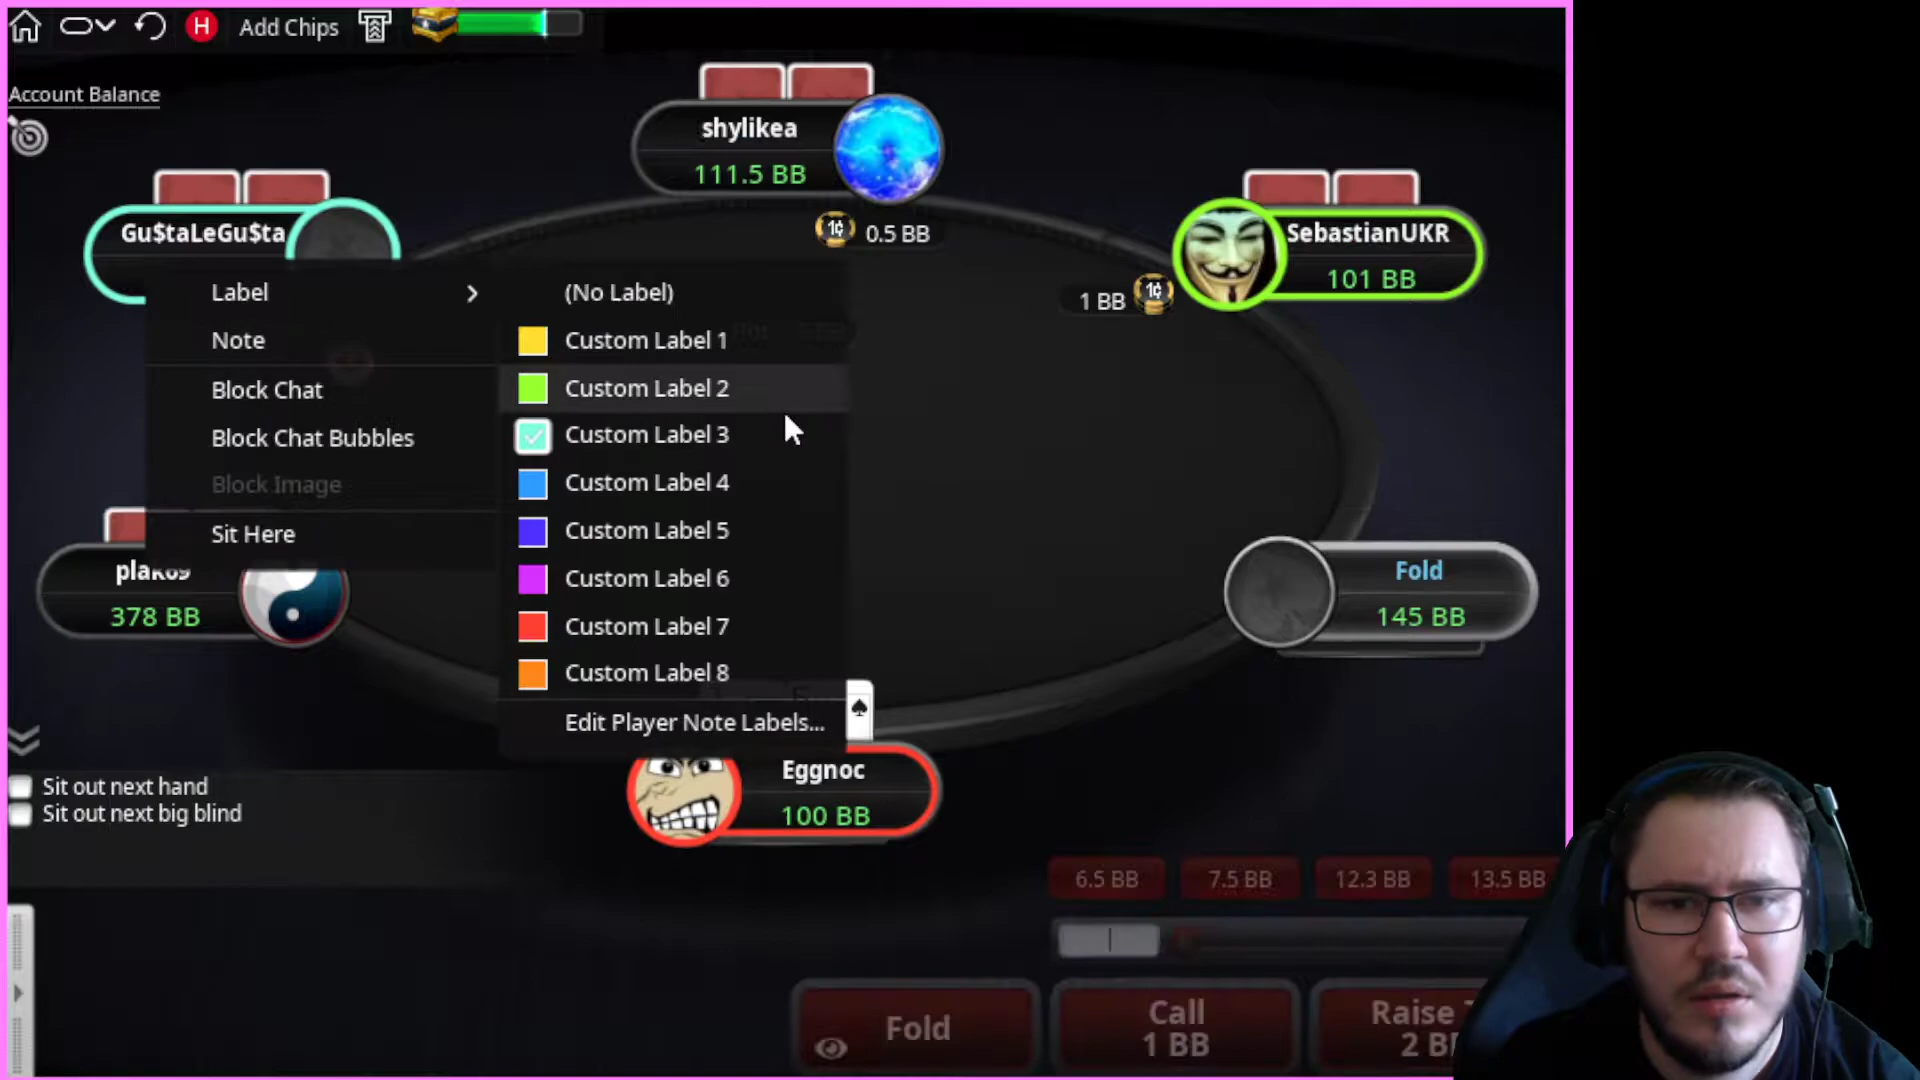 H
Add Chips
Account Balance
shylikea
111.5 BB
1¢ 0.5 BB
Gu$taLeGu$ta
SebastianUKR
101 BB
1 BB 1¢
Label
Note
Block Chat
Block Chat Bubbles
Block Image
Sit Here
(No Label)
Custom Label 1
Custom Label 2
Custom Label 3
Custom Label 4
Custom Label 5
Custom Label 6
Custom Label 7
Custom Label 8
Edit Player Note Labels...
plak69
378 BB
Fold
145 BB
Eggnoc
100 BB
Sit out next hand
Sit out next big blind
6.5 BB
7.5 BB
12.3 BB
13.5 BB
Fold
Call
1 BB
Raise
2 B